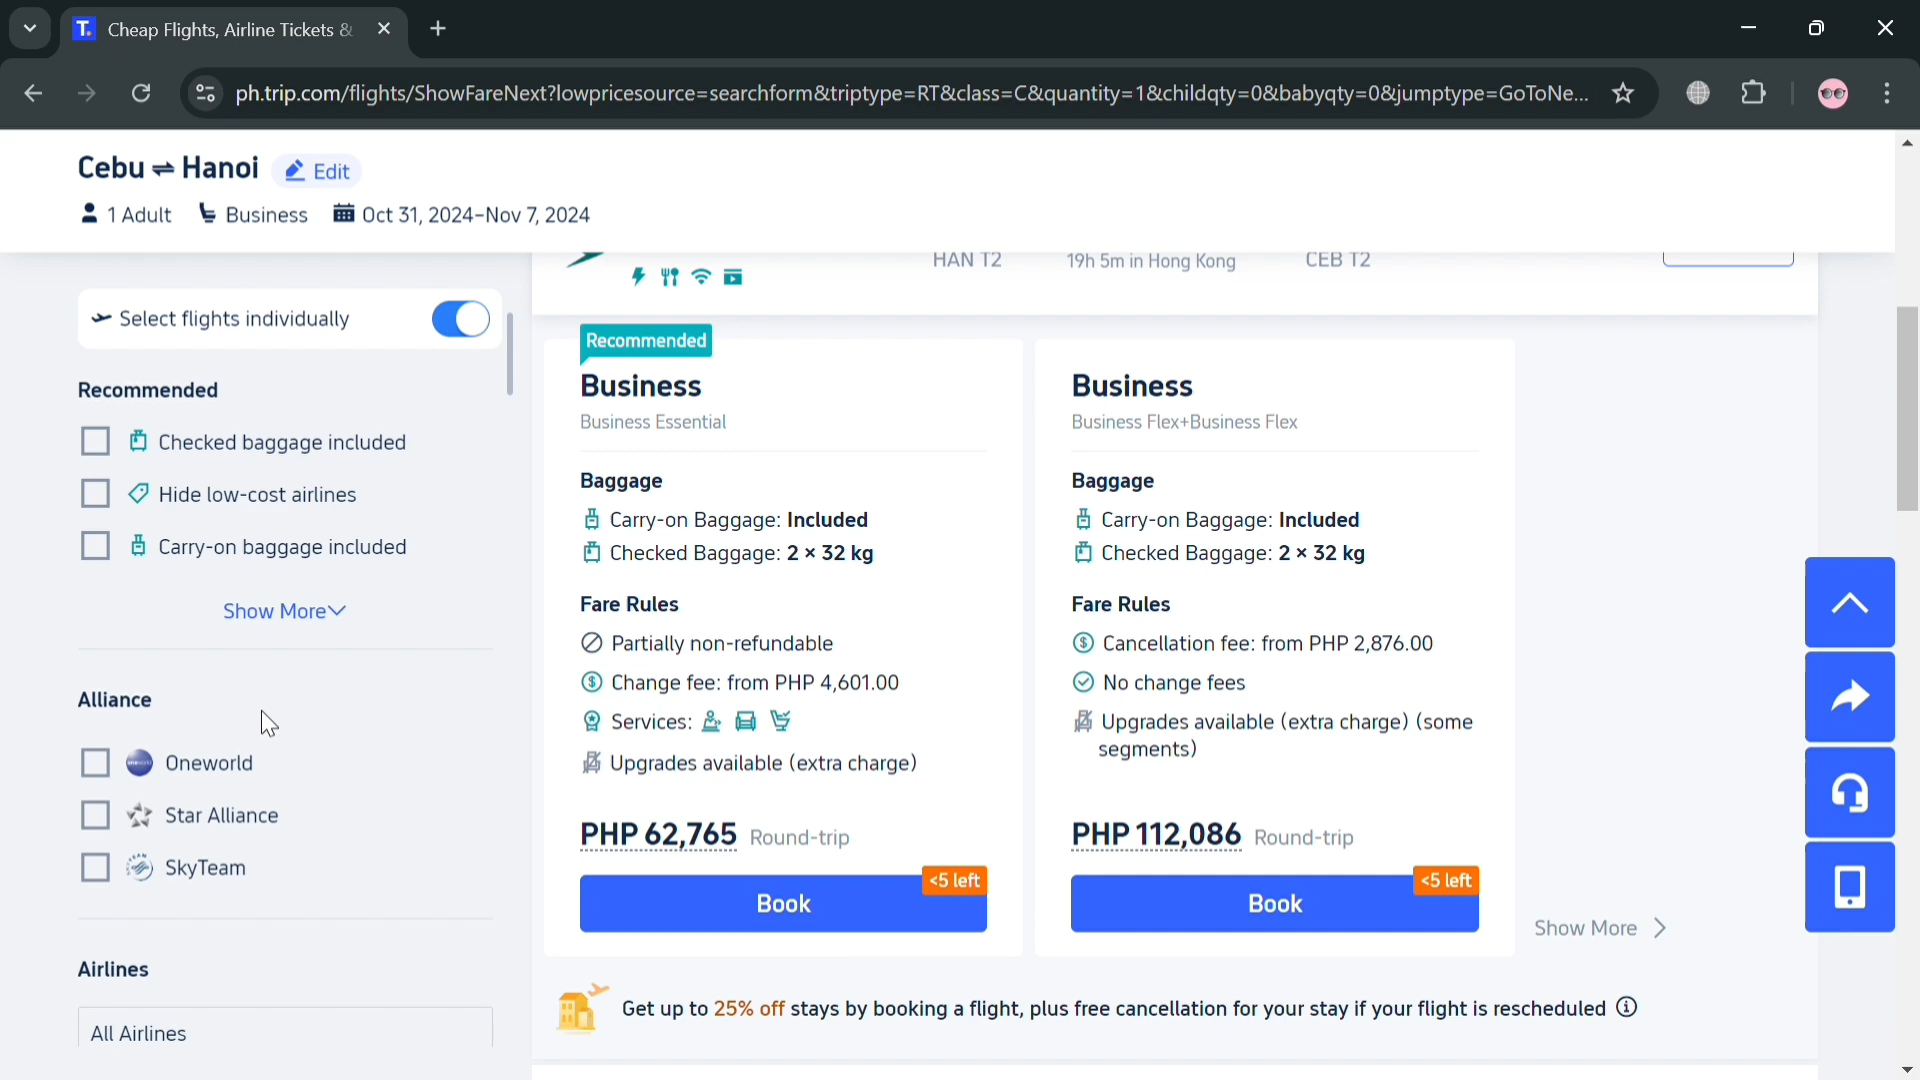 T. Cheap Flights, Airline Tickets &
ph.trip.com/flights/ShowFareNext?lowpricesource=searchform&triptype=RT&class=C&quantity=1&childqty=0&babyqty=0&jumptype=GoToNe...
Cebu ⇌ Hanoi Edit
1 Adult Business Oct 31, 2024-Nov 7, 2024
HAN T2 19h 5m in Hong Kong CEB T2
Select flights individually
Recommended
Checked baggage included
Hide low-cost airlines
Carry-on baggage included
Show More
Alliance
Oneworld
Star Alliance
SkyTeam
Airlines
All Airlines
Recommended
Business
Business Essential
Baggage
Carry-on Baggage: Included
Checked Baggage: 2 × 32 kg
Fare Rules
Partially non-refundable
Change fee: from PHP 4,601.00
Services:
Upgrades available (extra charge)
PHP 62,765 Round-trip
<5 left
Book
Business
Business Flex+Business Flex
Baggage
Carry-on Baggage: Included
Checked Baggage: 2 × 32 kg
Fare Rules
Cancellation fee: from PHP 2,876.00
No change fees
Upgrades available (extra charge) (some
segments)
PHP 112,086 Round-trip
<5 left
Book
Show More
Get up to 25% off stays by booking a flight, plus free cancellation for your stay if your flight is rescheduled